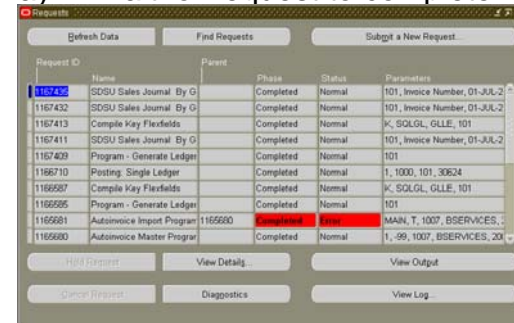 Requests
Refresh Data Find Requests Submit a New Request...
Request ID Parent
Name Phase Status Parameters
1167435 SDSU Sales Journal By G Completed Normal 101, Invoice Number, 01-JUL-2
1167432 SDSU Sales Journal By G Completed Normal 101, Invoice Number, 01-JUL-2
1167413 Compile Key Flexfields Completed Normal K, SQLGL, GLLE, 101
1167411 SDSU Sales Journal By G Completed Normal 101, Invoice Number, 01-JUL-2
1167409 Program - Generate Ledger Completed Normal 101
1166710 Posting: Single Ledger Completed Normal 1, 1000, 101, 30624
1166587 Compile Key Flexfields Completed Normal K, SQLGL, GLLE, 101
1166585 Program - Generate Ledger Completed Normal 101
1165681 Autoinvoice Import Program 1165680 Completed Error MAIN, T, 1007, BSERVICES,
1165680 Autoinvoice Master Prograr Completed Normal 1, -99, 1007, BSERVICES, 20
Hold Request View Details... View Output
Cancel Request Diagnostics View Log...